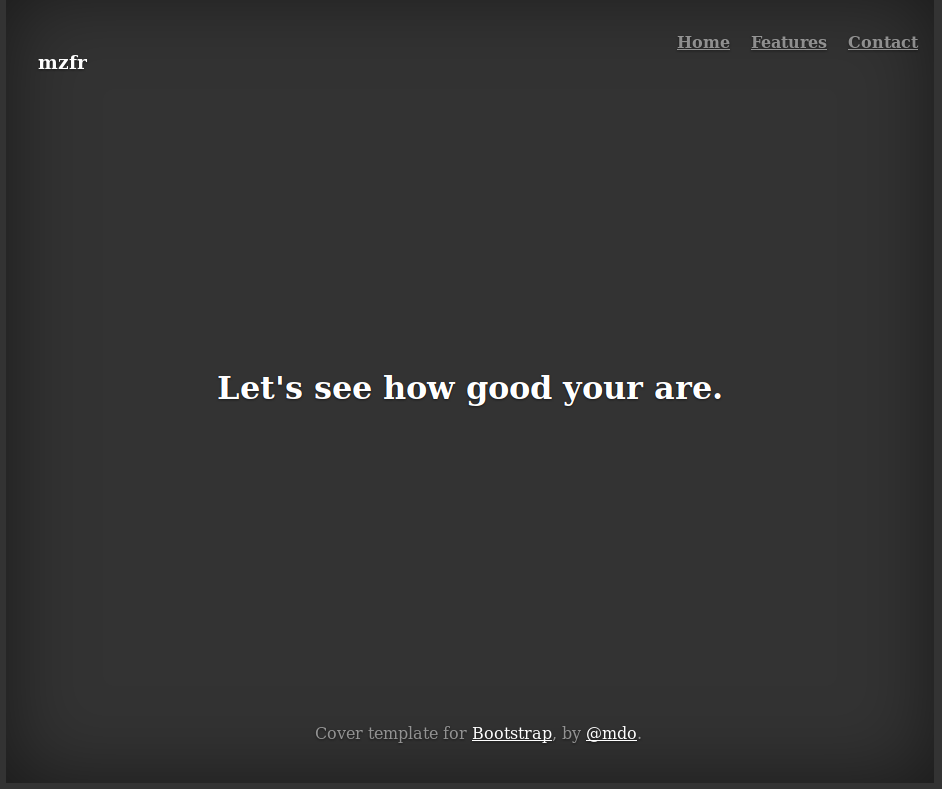 Home Features Contact
mzfr
Let's see how good your are.
Cover template for Bootstrap, by @mdo.